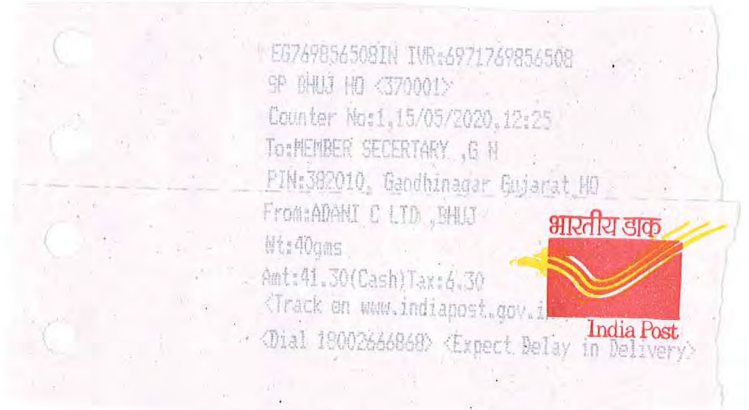 EG769856508IN IVR:6971769856508
SP BHUJ HO <370001>
Counter No:1,15/05/2020,12:25
To:MEMBER SECERTARY ,G N
PIN:382010, Gandhinagar Gujarat HO
From:ADANI C LTD ,BHUJ
Wt:40gms
Amt:41.30(Cash)Tax:6.30
<Track on www.indiapost.gov.i
<Dial 18002666868> <Expect Delay in Delivery>
भारतीय डाक
India Post